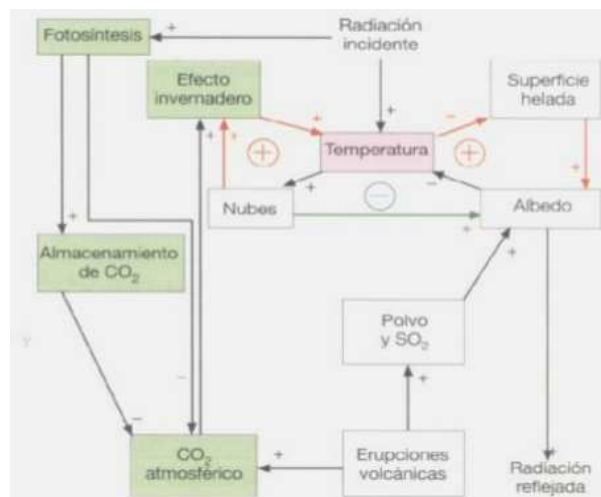 Fotosíntesis
+
Radiación
incidente
Efecto
invernadero
Superficie
helada
+
+
-
+
+
+
Temperatura
+
+
+
-
+
-
Nubes
Albedo
+
+
Almacenamiento
de CO₂
+
Polvo
y SO₂
-
+
-
CO₂
atmosférico
+
Erupciones
volcánicas
+
Radiación
reflejada